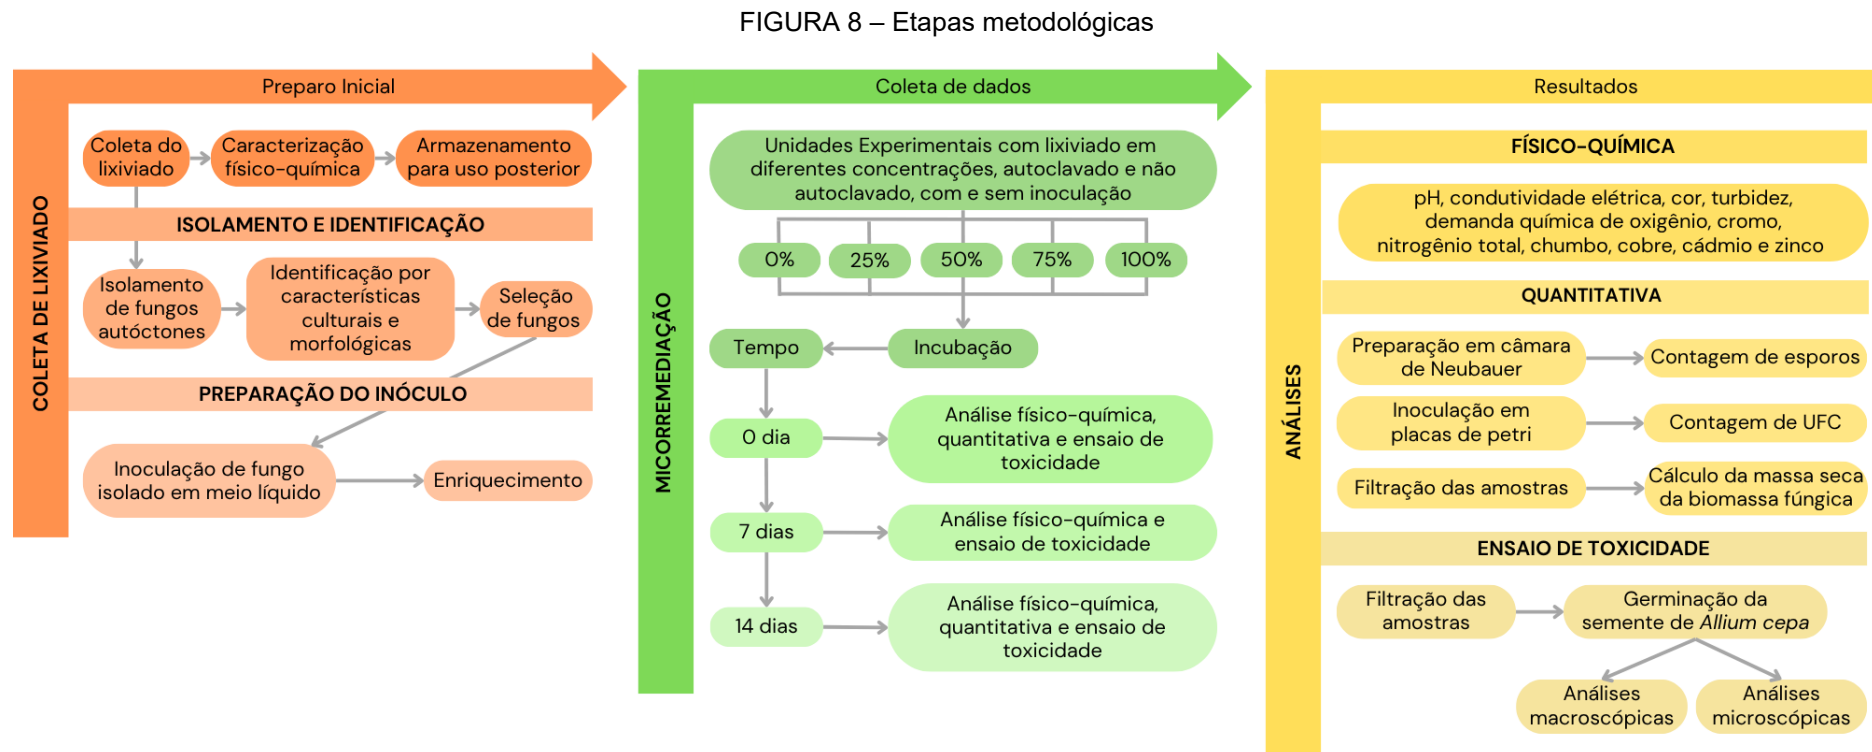 FIGURA 8 – Etapas metodológicas
Preparo Inicial
COLETA DE LIXIVIADO
Coleta do
lixiviado
Caracterização
físico-química
Armazenamento
para uso posterior
ISOLAMENTO E IDENTIFICAÇÃO
Isolamento
de fungos
autóctones
Identificação por
características
culturais e
morfológicas
Seleção
de fungos
PREPARAÇÃO DO INÓCULO
Inoculação de fungo
isolado em meio líquido
Enriquecimento
Coleta de dados
MICORREMEDIAÇÃO
Unidades Experimentais com lixiviado em
diferentes concentrações, autoclavado e não
autoclavado, com e sem inoculação
0%
25%
50%
75%
100%
Incubação
Tempo
0 dia
Análise físico-química,
quantitativa e ensaio de
toxicidade
7 dias
Análise físico-química e
ensaio de toxicidade
14 dias
Análise físico-química,
quantitativa e ensaio de
toxicidade
Resultados
ANÁLISES
FÍSICO-QUÍMICA
pH, condutividade elétrica, cor, turbidez,
demanda química de oxigênio, cromo,
nitrogênio total, chumbo, cobre, cádmio e zinco
QUANTITATIVA
Preparação em câmara
de Neubauer
Contagem de esporos
Inoculação em
placas de petri
Contagem de UFC
Filtração das amostras
Cálculo da massa seca
da biomassa fúngica
ENSAIO DE TOXICIDADE
Filtração das
amostras
Germinação da
semente de Allium cepa
Análises
macroscópicas
Análises
microscópicas